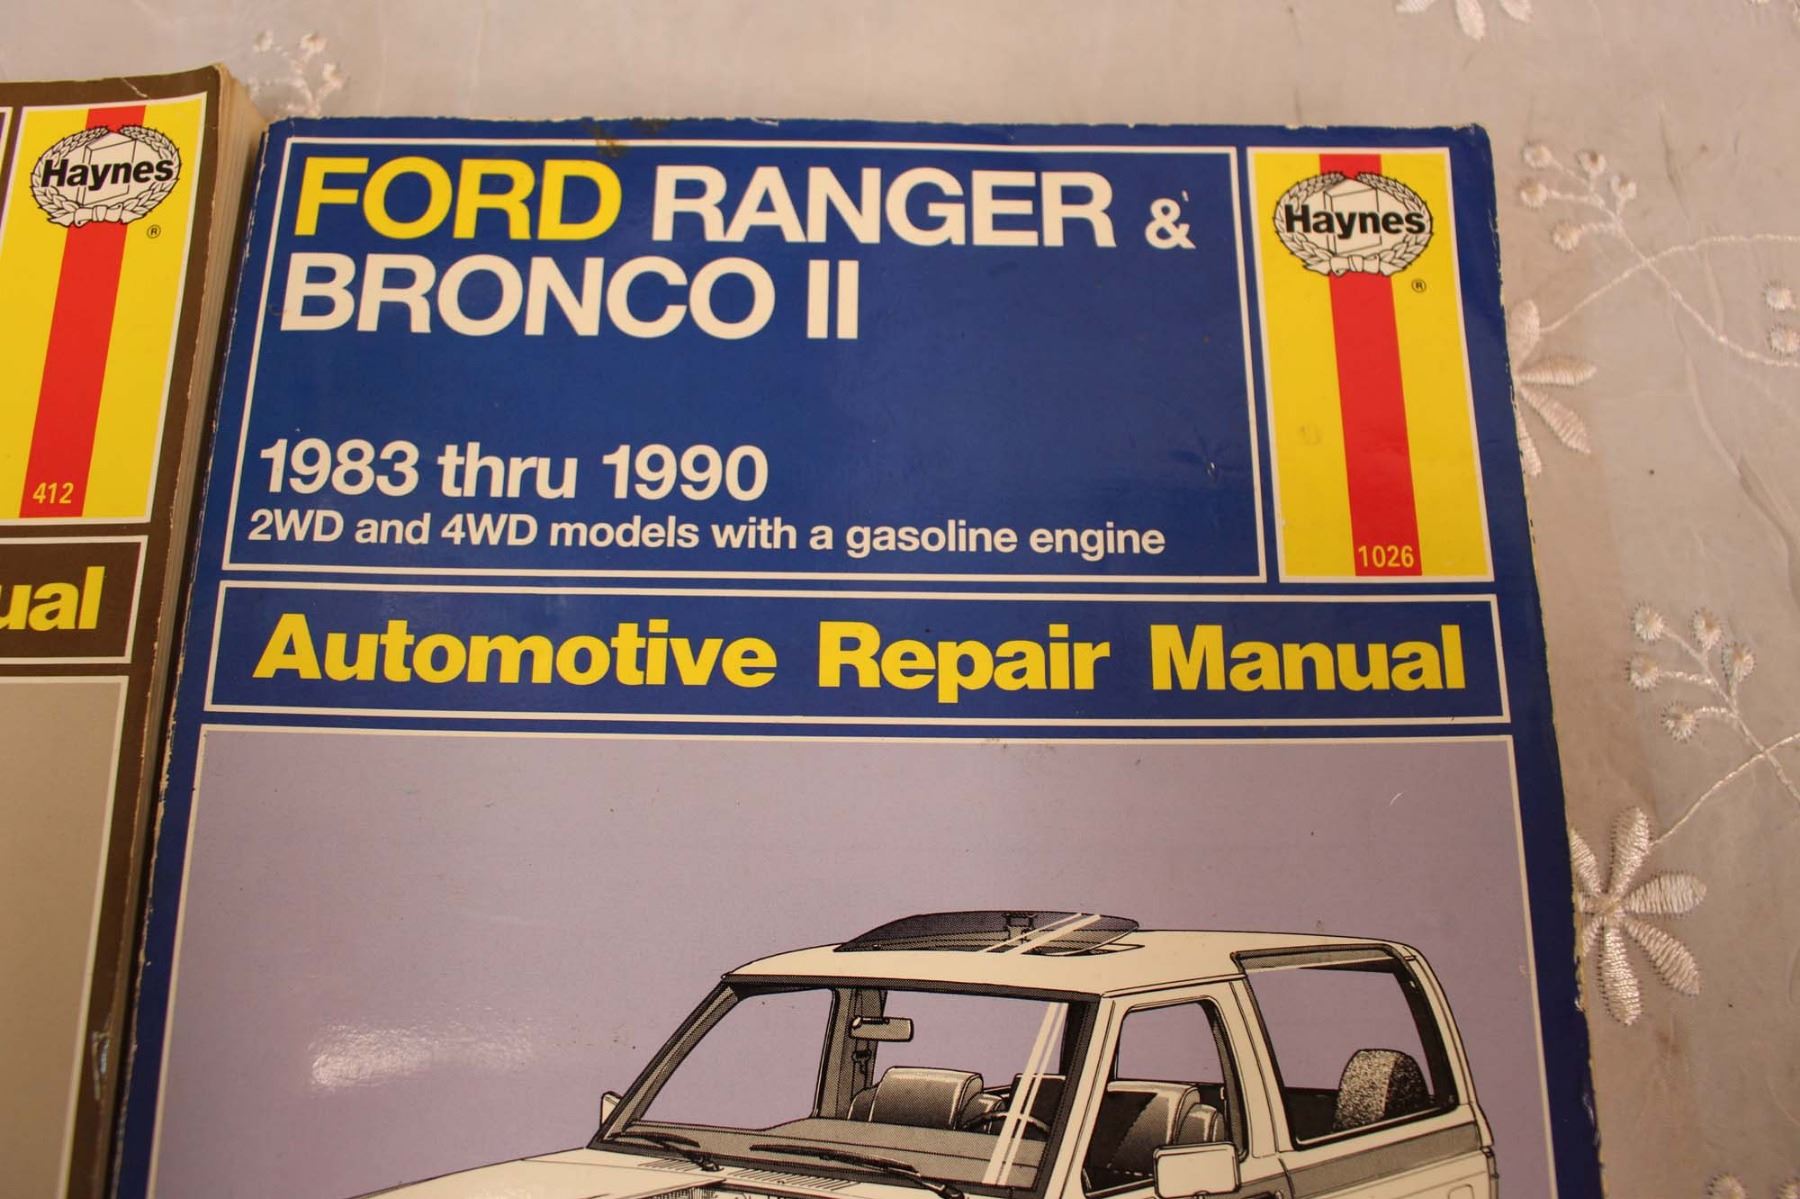 Haynes
®
412
ual
FORD RANGER &
BRONCO II
1983 thru 1990
2WD and 4WD models with a gasoline engine
Haynes
®
1026
Automotive Repair Manual